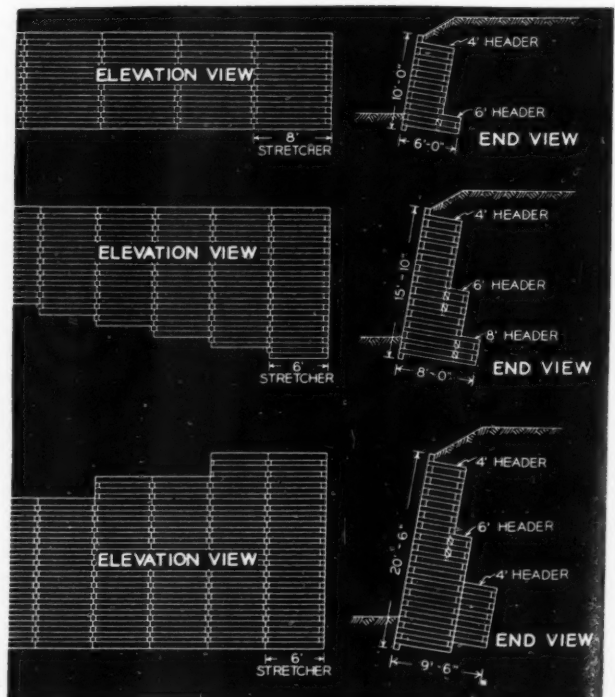 ELEVATION VIEW
8'
STRETCHER
10'-0"
4' HEADER
6' HEADER
6'-0"
END VIEW
ELEVATION VIEW
6'
STRETCHER
15'-10"
4' HEADER
6' HEADER
8' HEADER
8'-0"
END VIEW
ELEVATION VIEW
6'
STRETCHER
20'-6"
4' HEADER
6' HEADER
4' HEADER
9'-6"
END VIEW